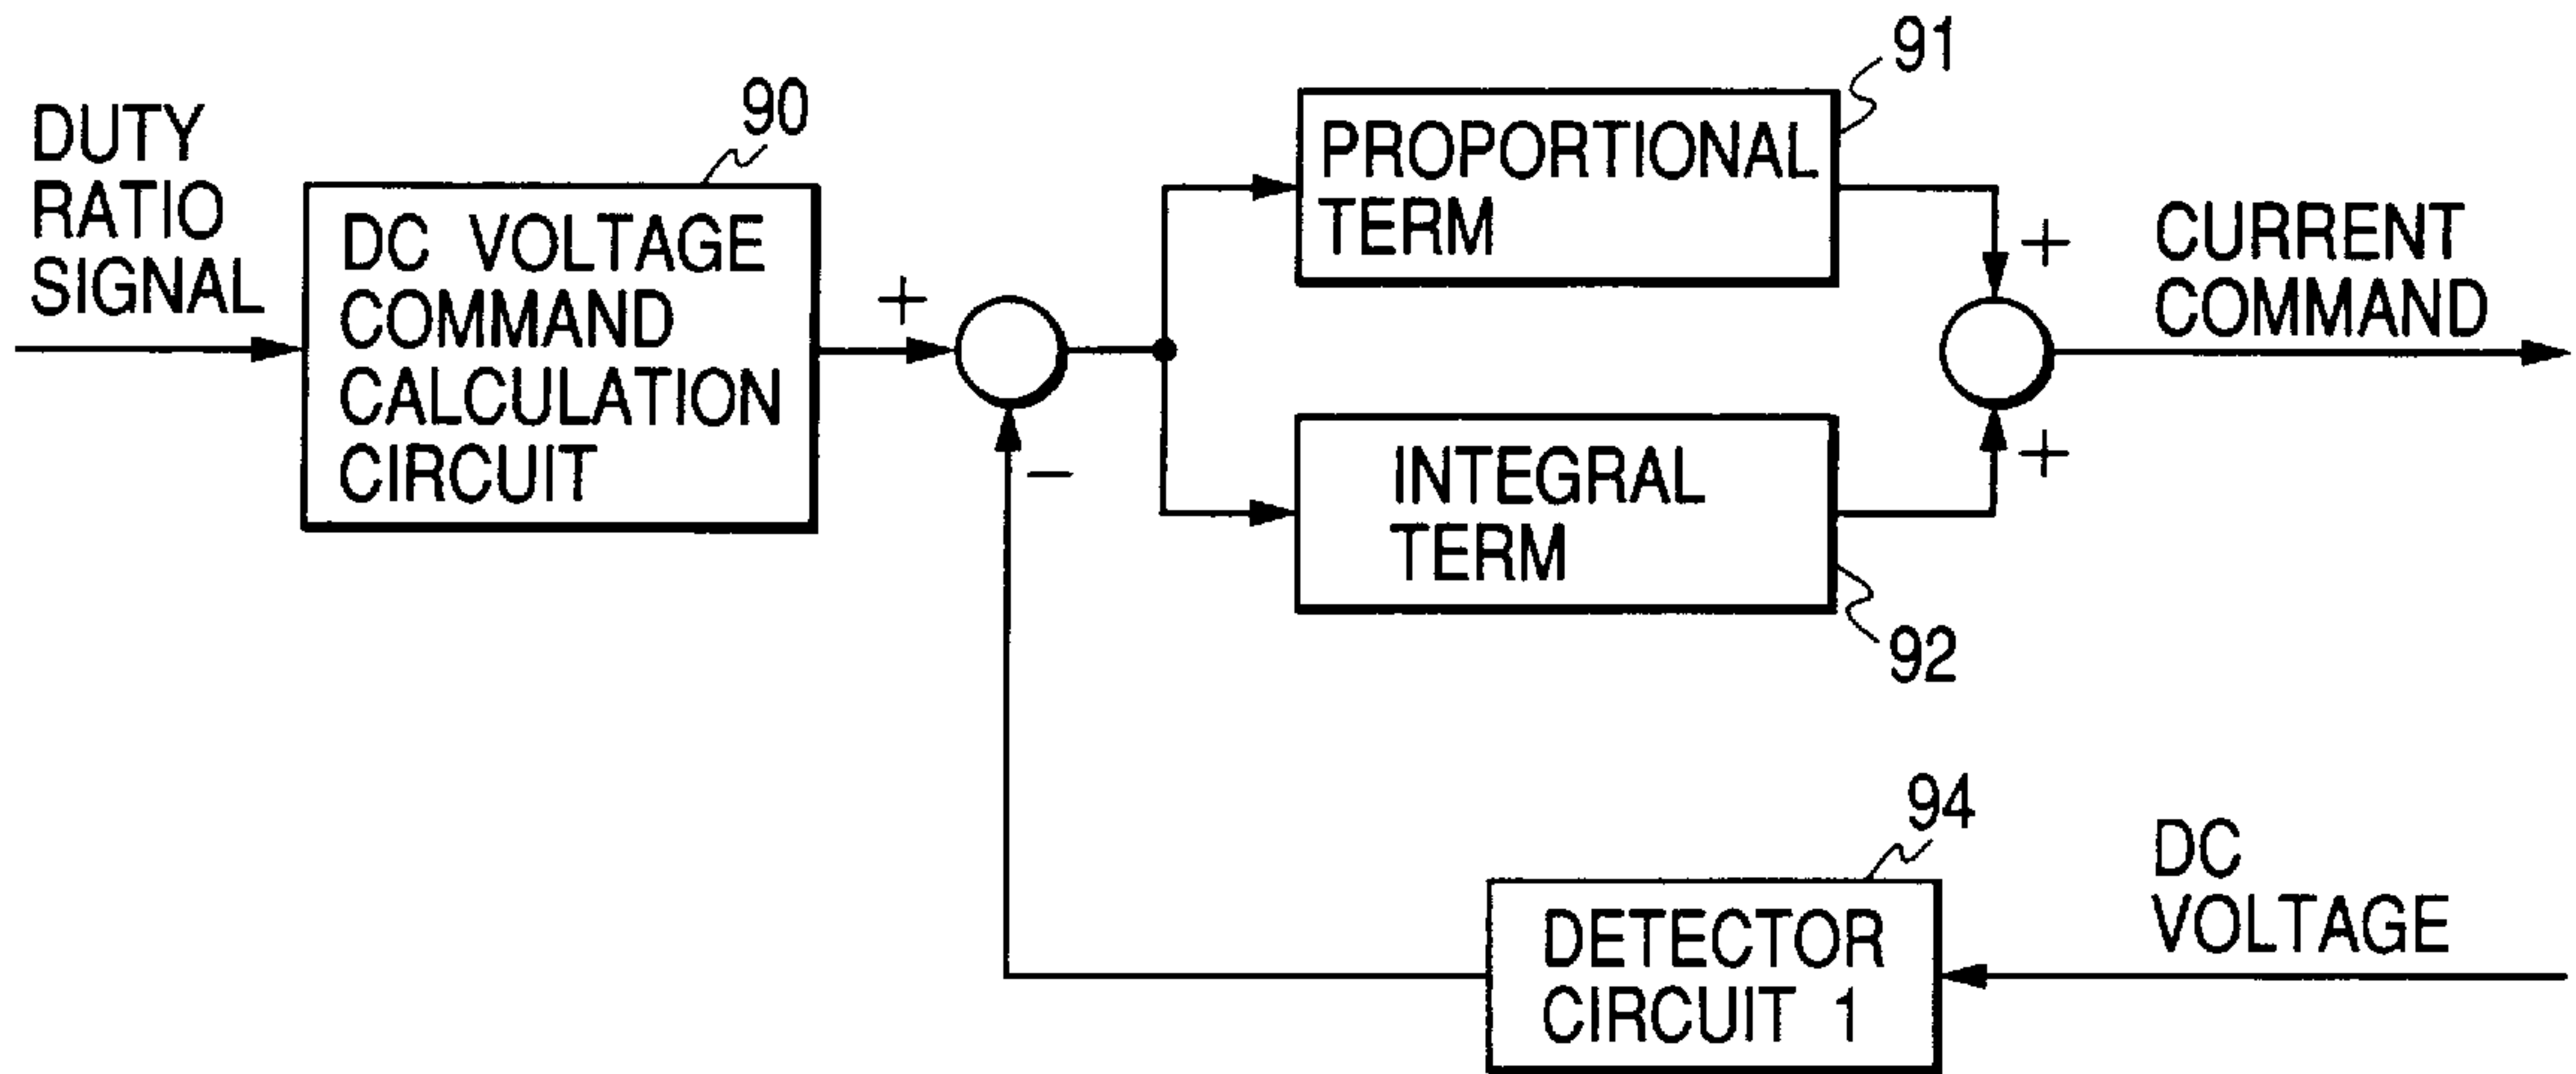 DUTY
RATIO
SIGNAL
90
DC VOLTAGE
COMMAND
CALCULATION
CIRCUIT
+
−
91
PROPORTIONAL
TERM
INTEGRAL
TERM
92
+
+
CURRENT
COMMAND
94
DETECTOR
CIRCUIT 1
DC
VOLTAGE